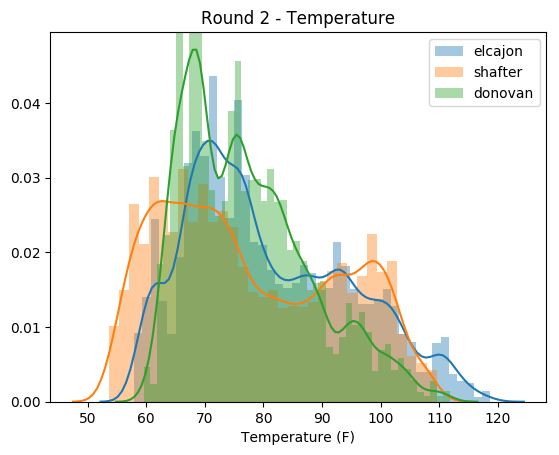 Round 2 - Temperature
elcajon
shafter
donovan
0.04
0.03
0.02
0.01
0.00
50 60 70 80 90 100 110 120
Temperature (F)